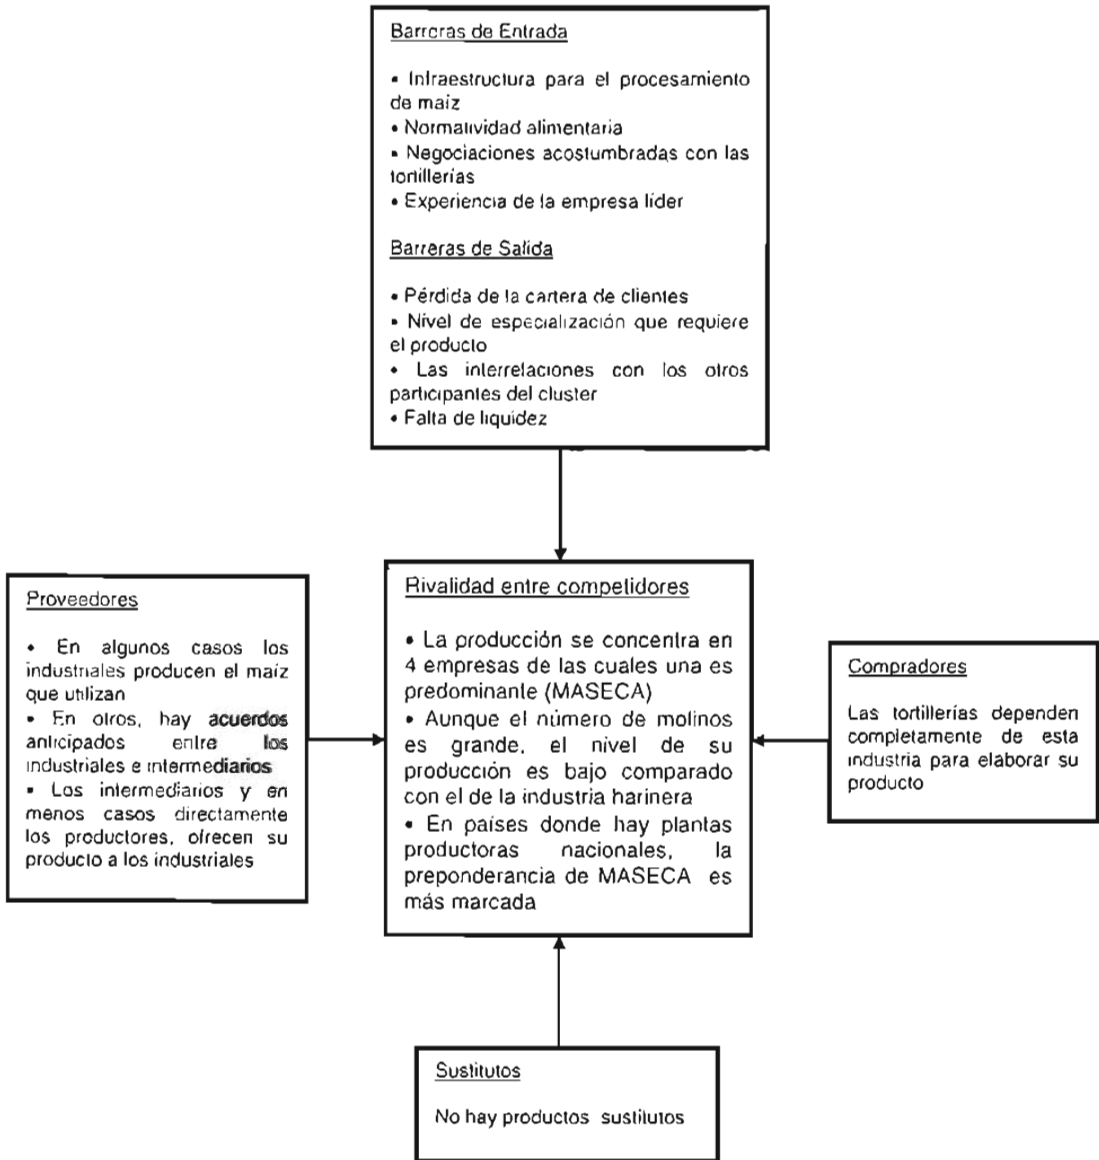 Barreras de Entrada
• Infraestructura para el procesamiento
de maíz
• Normatividad alimentaria
• Negociaciones acostumbradas con las
tortillerías
• Experiencia de la empresa líder
Barreras de Salida
• Pérdida de la cartera de clientes
• Nivel de especialización que requiere
el producto
• Las interrelaciones con los otros
participantes del cluster
• Falta de liquidez
Proveedores
• En algunos casos los
industriales producen el maíz
que utilizan
• En otros, hay acuerdos
anticipados entre los
industriales e intermediarios
• Los intermediarios y en
menos casos directamente
los productores, ofrecen su
producto a los industriales
Rivalidad entre competidores
• La producción se concentra en
4 empresas de las cuales una es
predominante (MASECA)
• Aunque el número de molinos
es grande, el nivel de su
producción es bajo comparado
con el de la industria harinera
• En países donde hay plantas
productoras nacionales, la
preponderancia de MASECA es
más marcada
Compradores
Las tortillerías dependen
completamente de esta
industria para elaborar su
producto
Sustitutos
No hay productos sustitutos